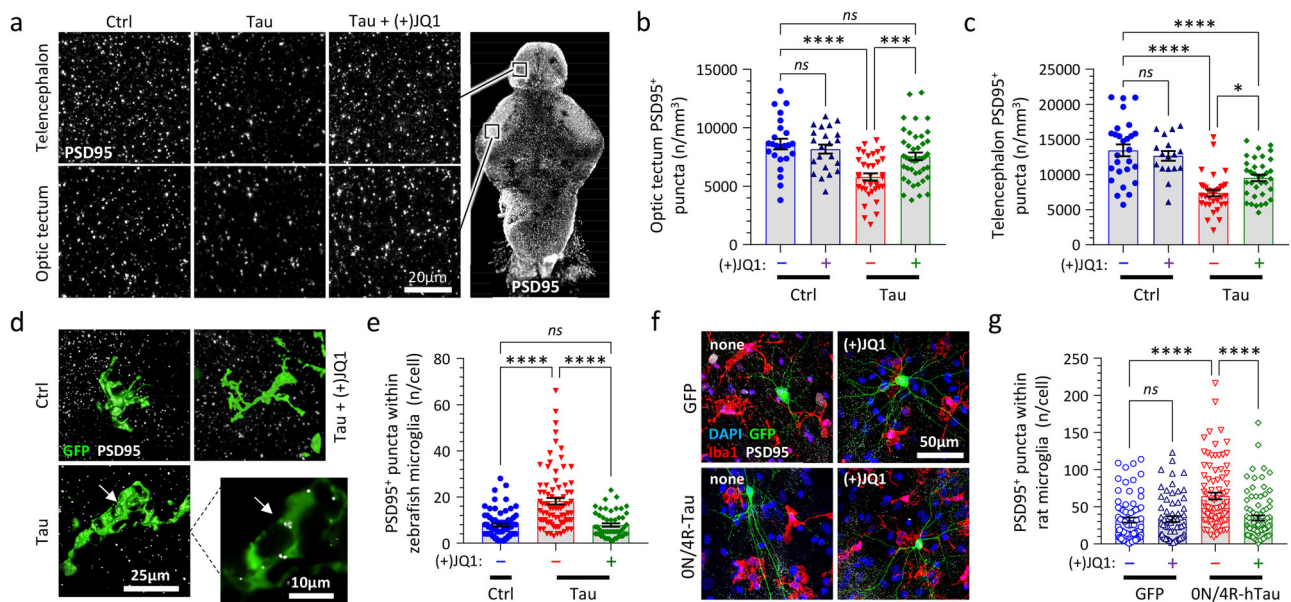 a
Ctrl
Tau
Tau + (+)JQ1
Telencephalon
PSD95
Optic tectum
20μm
PSD95
b
ns
****
***
ns
Optic tectum PSD95⁺
puncta (n/mm³)
15000
10000
5000
0
(+)JQ1:
−
+
−
+
Ctrl
Tau
c
****
****
ns
*
Telencephalon PSD95⁺
puncta (n/mm³)
25000
20000
15000
10000
5000
0
(+)JQ1:
−
+
−
+
Ctrl
Tau
d
Ctrl
GFP PSD95
Tau + (+)JQ1
Tau
25μm
10μm
e
ns
****
****
PSD95⁺ puncta within
zebrafish microglia (n/cell)
80
60
40
20
0
(+)JQ1:
−
−
+
Ctrl
Tau
f
GFP
none
(+)JQ1
DAPI GFP
Iba1 PSD95
50μm
0N/4R-Tau
none
(+)JQ1
g
****
****
ns
PSD95⁺ puncta within
rat microglia (n/cell)
250
200
150
100
50
0
(+)JQ1:
−
+
−
+
GFP
0N/4R-hTau